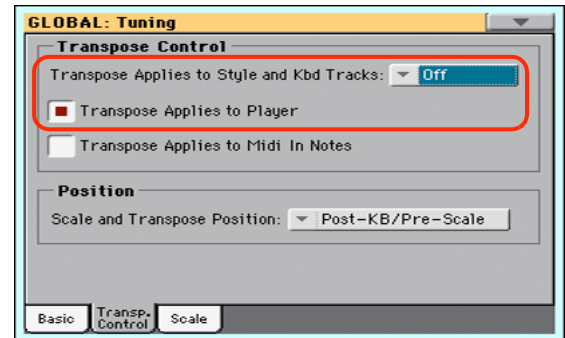 GLOBAL: Tuning
Transpose Control
Transpose Applies to Style and Kbd Tracks: Off
Transpose Applies to Player
Transpose Applies to Midi In Notes
Position
Scale and Transpose Position: Post-KB/Pre-Scale
Basic Transp. Control Scale